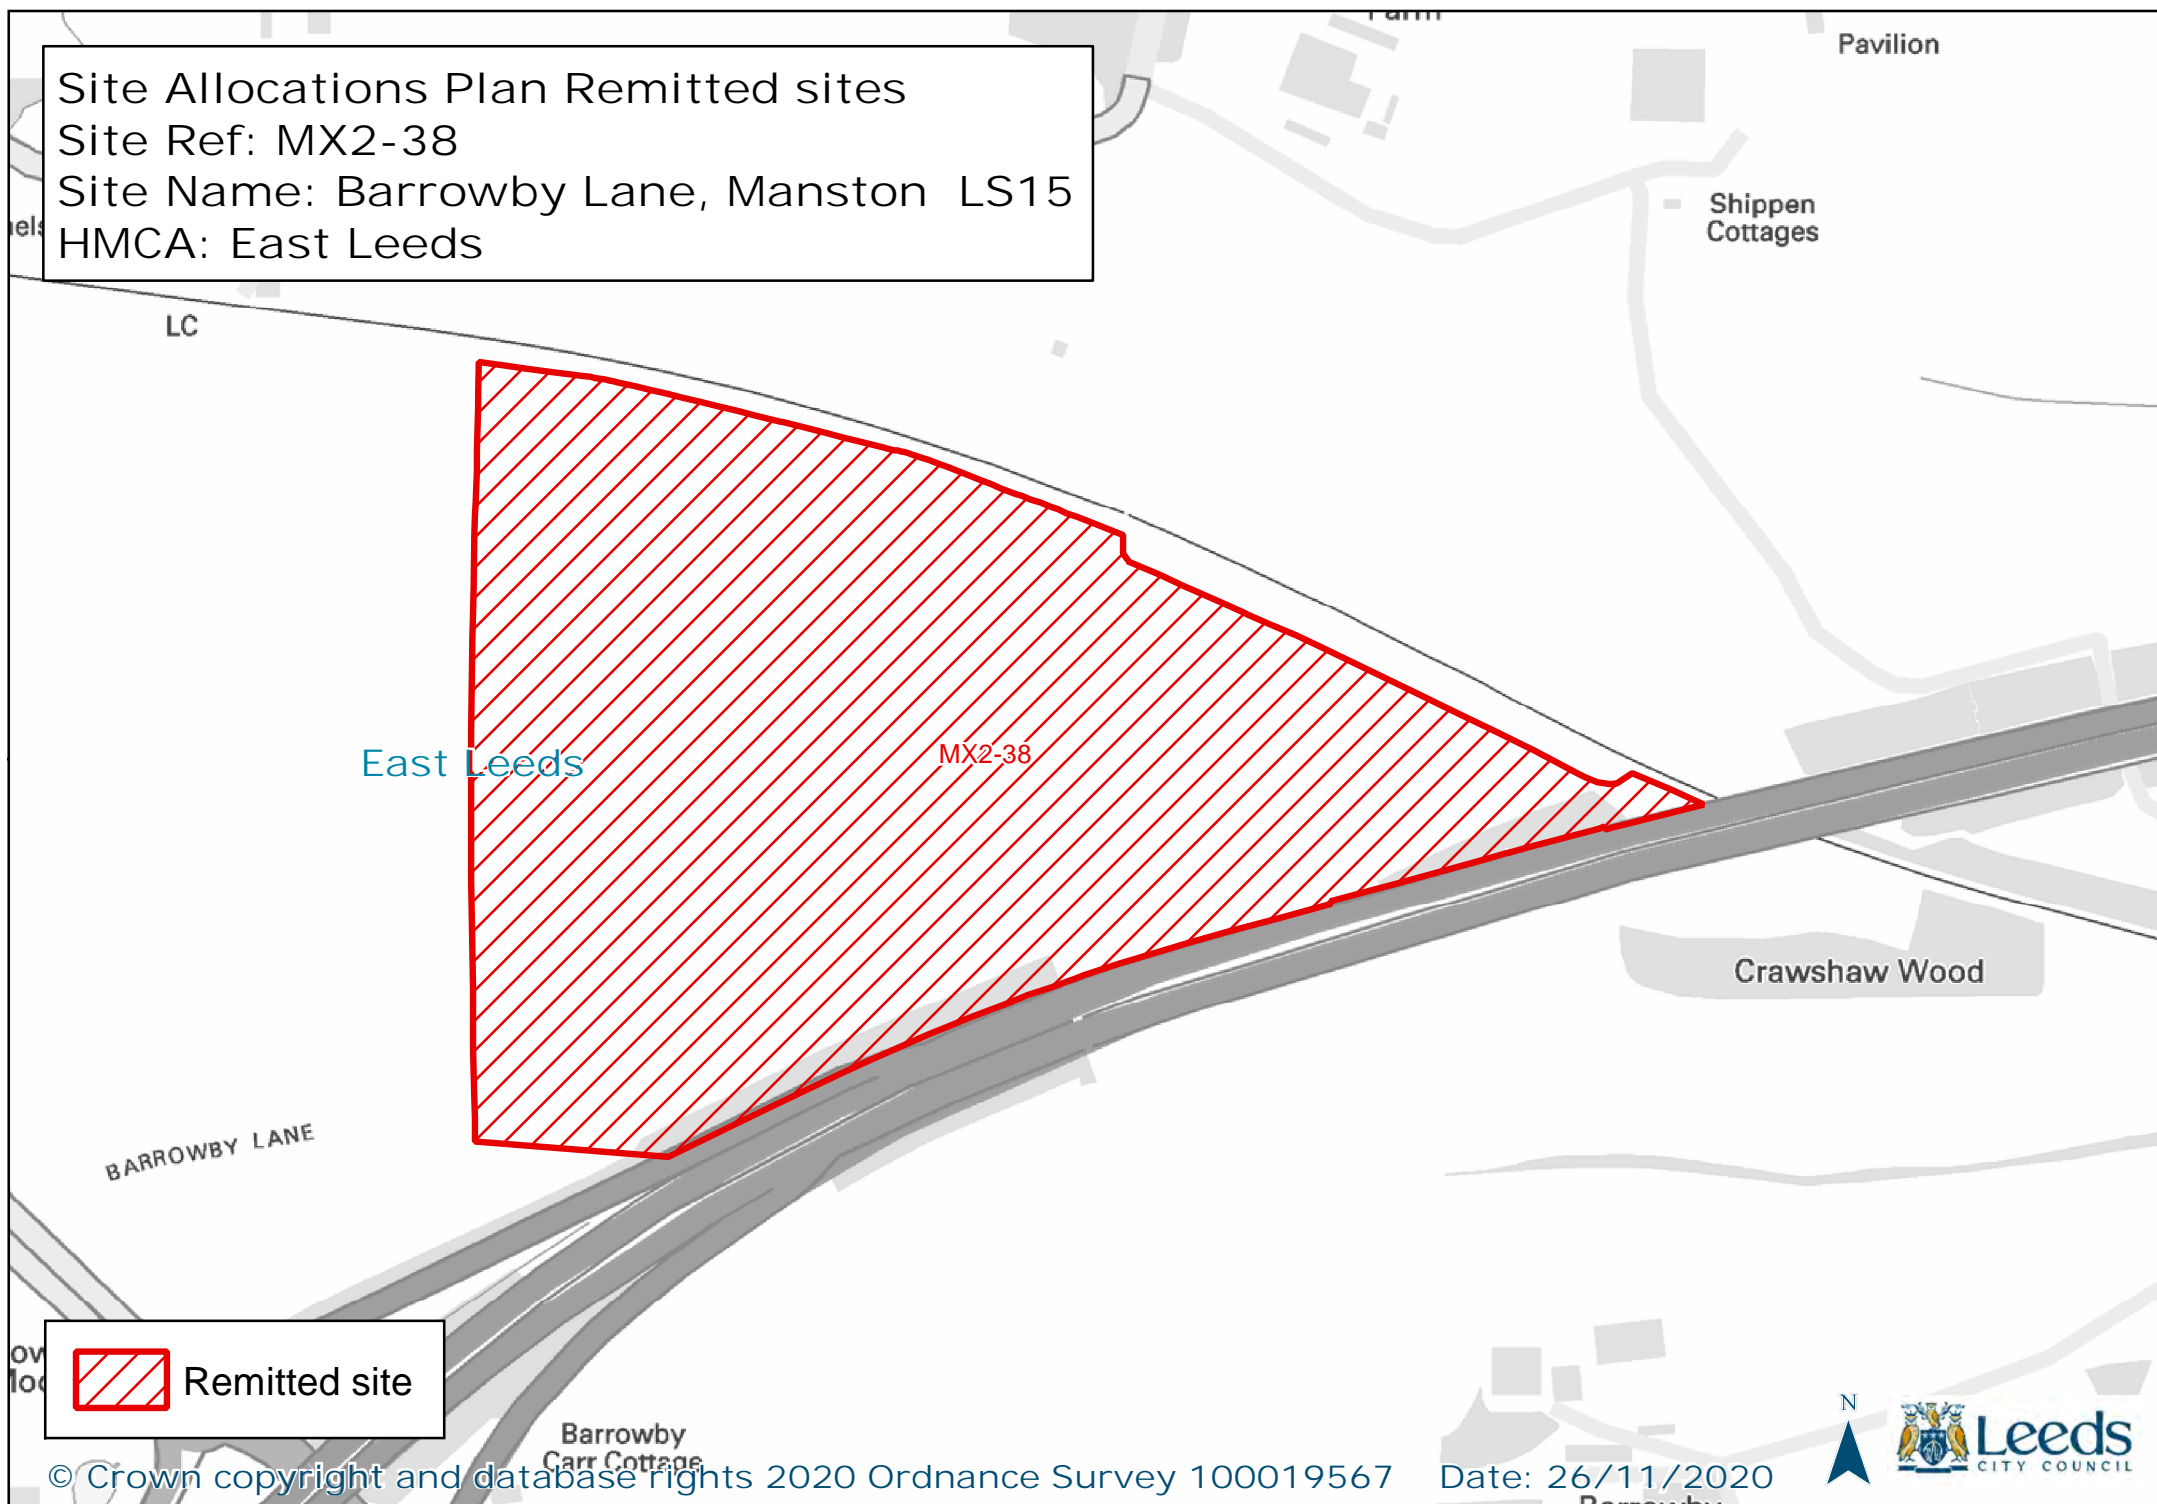 Pavilion
Site Allocations Plan Remitted sites
Site Ref: MX2-38
Site Name: Barrowby Lane, Manston LS15
HMCA: East Leeds
Shippen
Cottages
LC
East Leeds
MX2-38
Crawshaw Wood
BARROWBY LANE
Remitted site
Barrowby
Carr Cottage
N
Leeds
CITY COUNCIL
© Crown copyright and database rights 2020 Ordnance Survey 100019567 Date: 26/11/2020